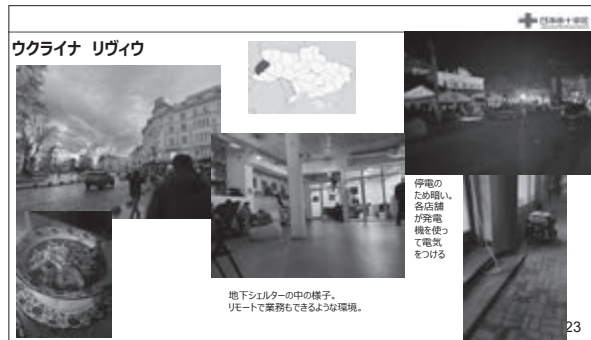 ウクライナ リヴィウ
停電の
ため暗い。
各店舗
が発電
機を使っ
て電気
をつける
地下シェルターの中の様子。
リモートで業務もできるような環境。
23